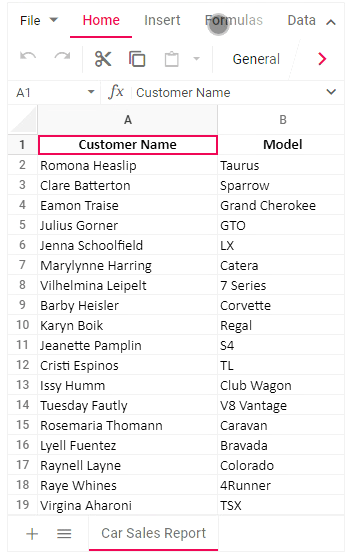 File Home Insert Formulas Data
General
A1 fx Customer Name
A B
1 Customer Name Model
2 Romona Heaslip Taurus
3 Clare Batterton Sparrow
4 Eamon Traise Grand Cherokee
5 Julius Gorner GTO
6 Jenna Schoolfield LX
7 Marylynne Harring Catera
8 Vilhelmina Leipelt 7 Series
9 Barby Heisler Corvette
10 Karyn Boik Regal
11 Jeanette Pamplin S4
12 Cristi Espinos TL
13 Issy Humm Club Wagon
14 Tuesday Fautly V8 Vantage
15 Rosemaria Thomann Caravan
16 Lyell Fuentez Bravada
17 Raynell Layne Colorado
18 Raye Whines 4Runner
19 Virgina Aharoni TSX
Car Sales Report